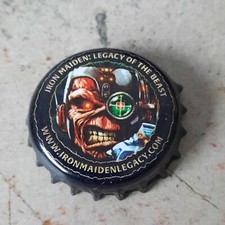 IRON MAIDEN: LEGACY OF THE BEAST
WWW.IRONMAIDENLEGACY.COM